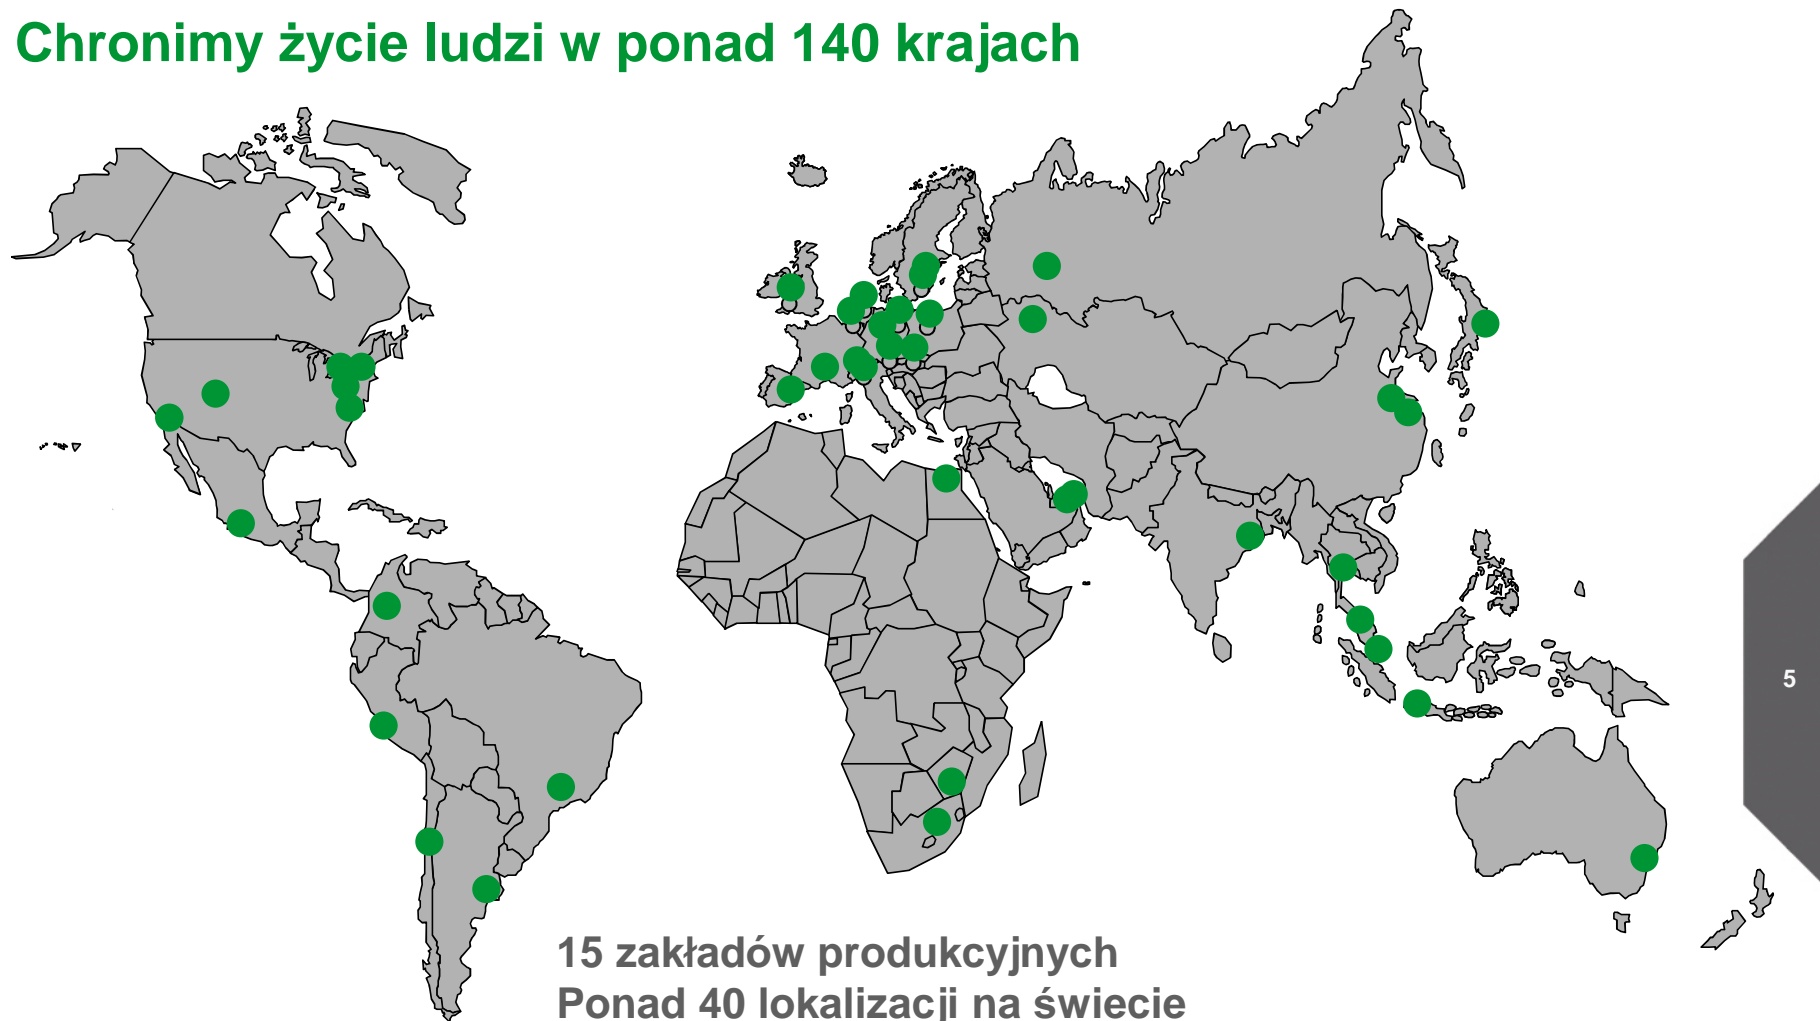 Chronimy życie ludzi w ponad 140 krajach
5
15 zakładów produkcyjnych
Ponad 40 lokalizacji na świecie